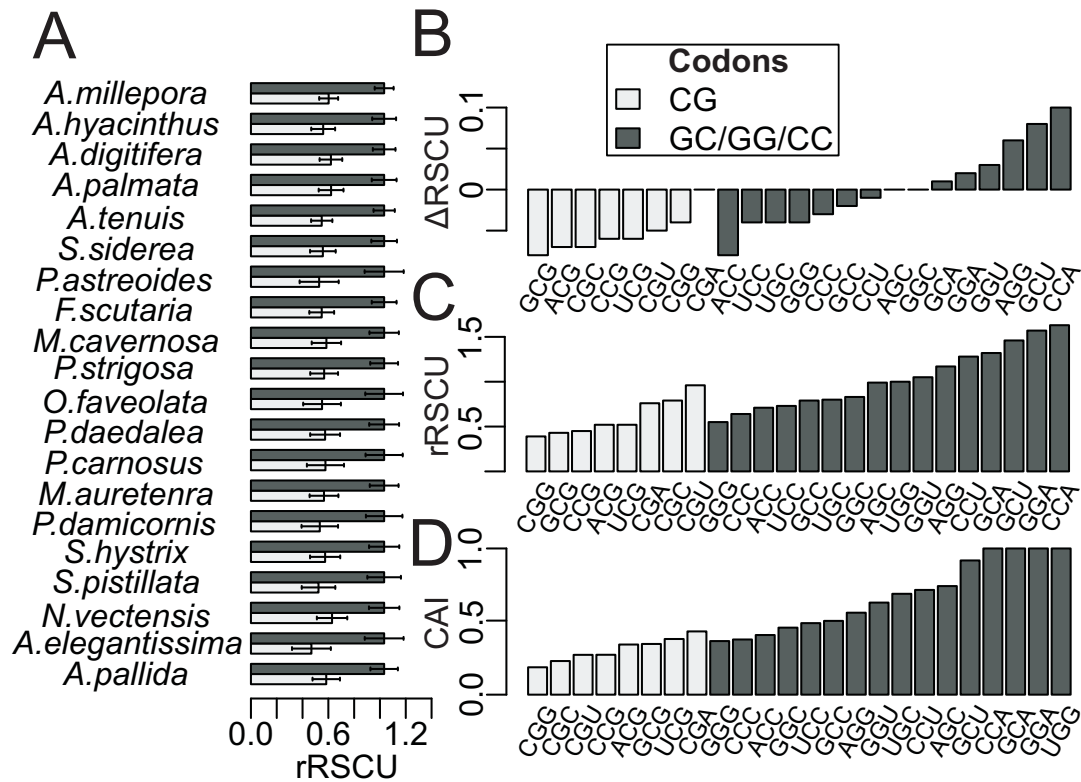 A
A.millepora
A.hyacinthus
A.digitifera
A.palmata
A.tenuis
S.siderea
P.astreoides
F.scutaria
M.cavernosa
P.strigosa
O.faveolata
P.daedalea
P.carnosus
M.auretenra
P.damicornis
S.hystrix
S.pistillata
N.vectensis
A.elegantissima
A.pallida
0.0 0.6 1.2
rRSCU
B
Codons
CG
GC/GG/CC
ΔRSCU
0 0.1
GCG ACG CGC CCG UCG CGU CGG CGA ACC UCC UGC GGG CCC GCC CCU AGC GGC GCA GGA GGU AGG GCU CCA
C
rRSCU
0.5 1.5
CGG GCG CCG ACG UCG CGA CGC CGU GGG CCC ACC UCC GCC UGC GGC AGC UGG GGU AGG CCU GCA GCU GGA CCA
D
CAI
0.0 0.5 1.0
CGG CGC CGU CCG ACG GCG UCG CGA GGG CCC ACC GGC UCC GCC AGG GGU UGC CCU AGC GCU CCA GCA GGA UGG